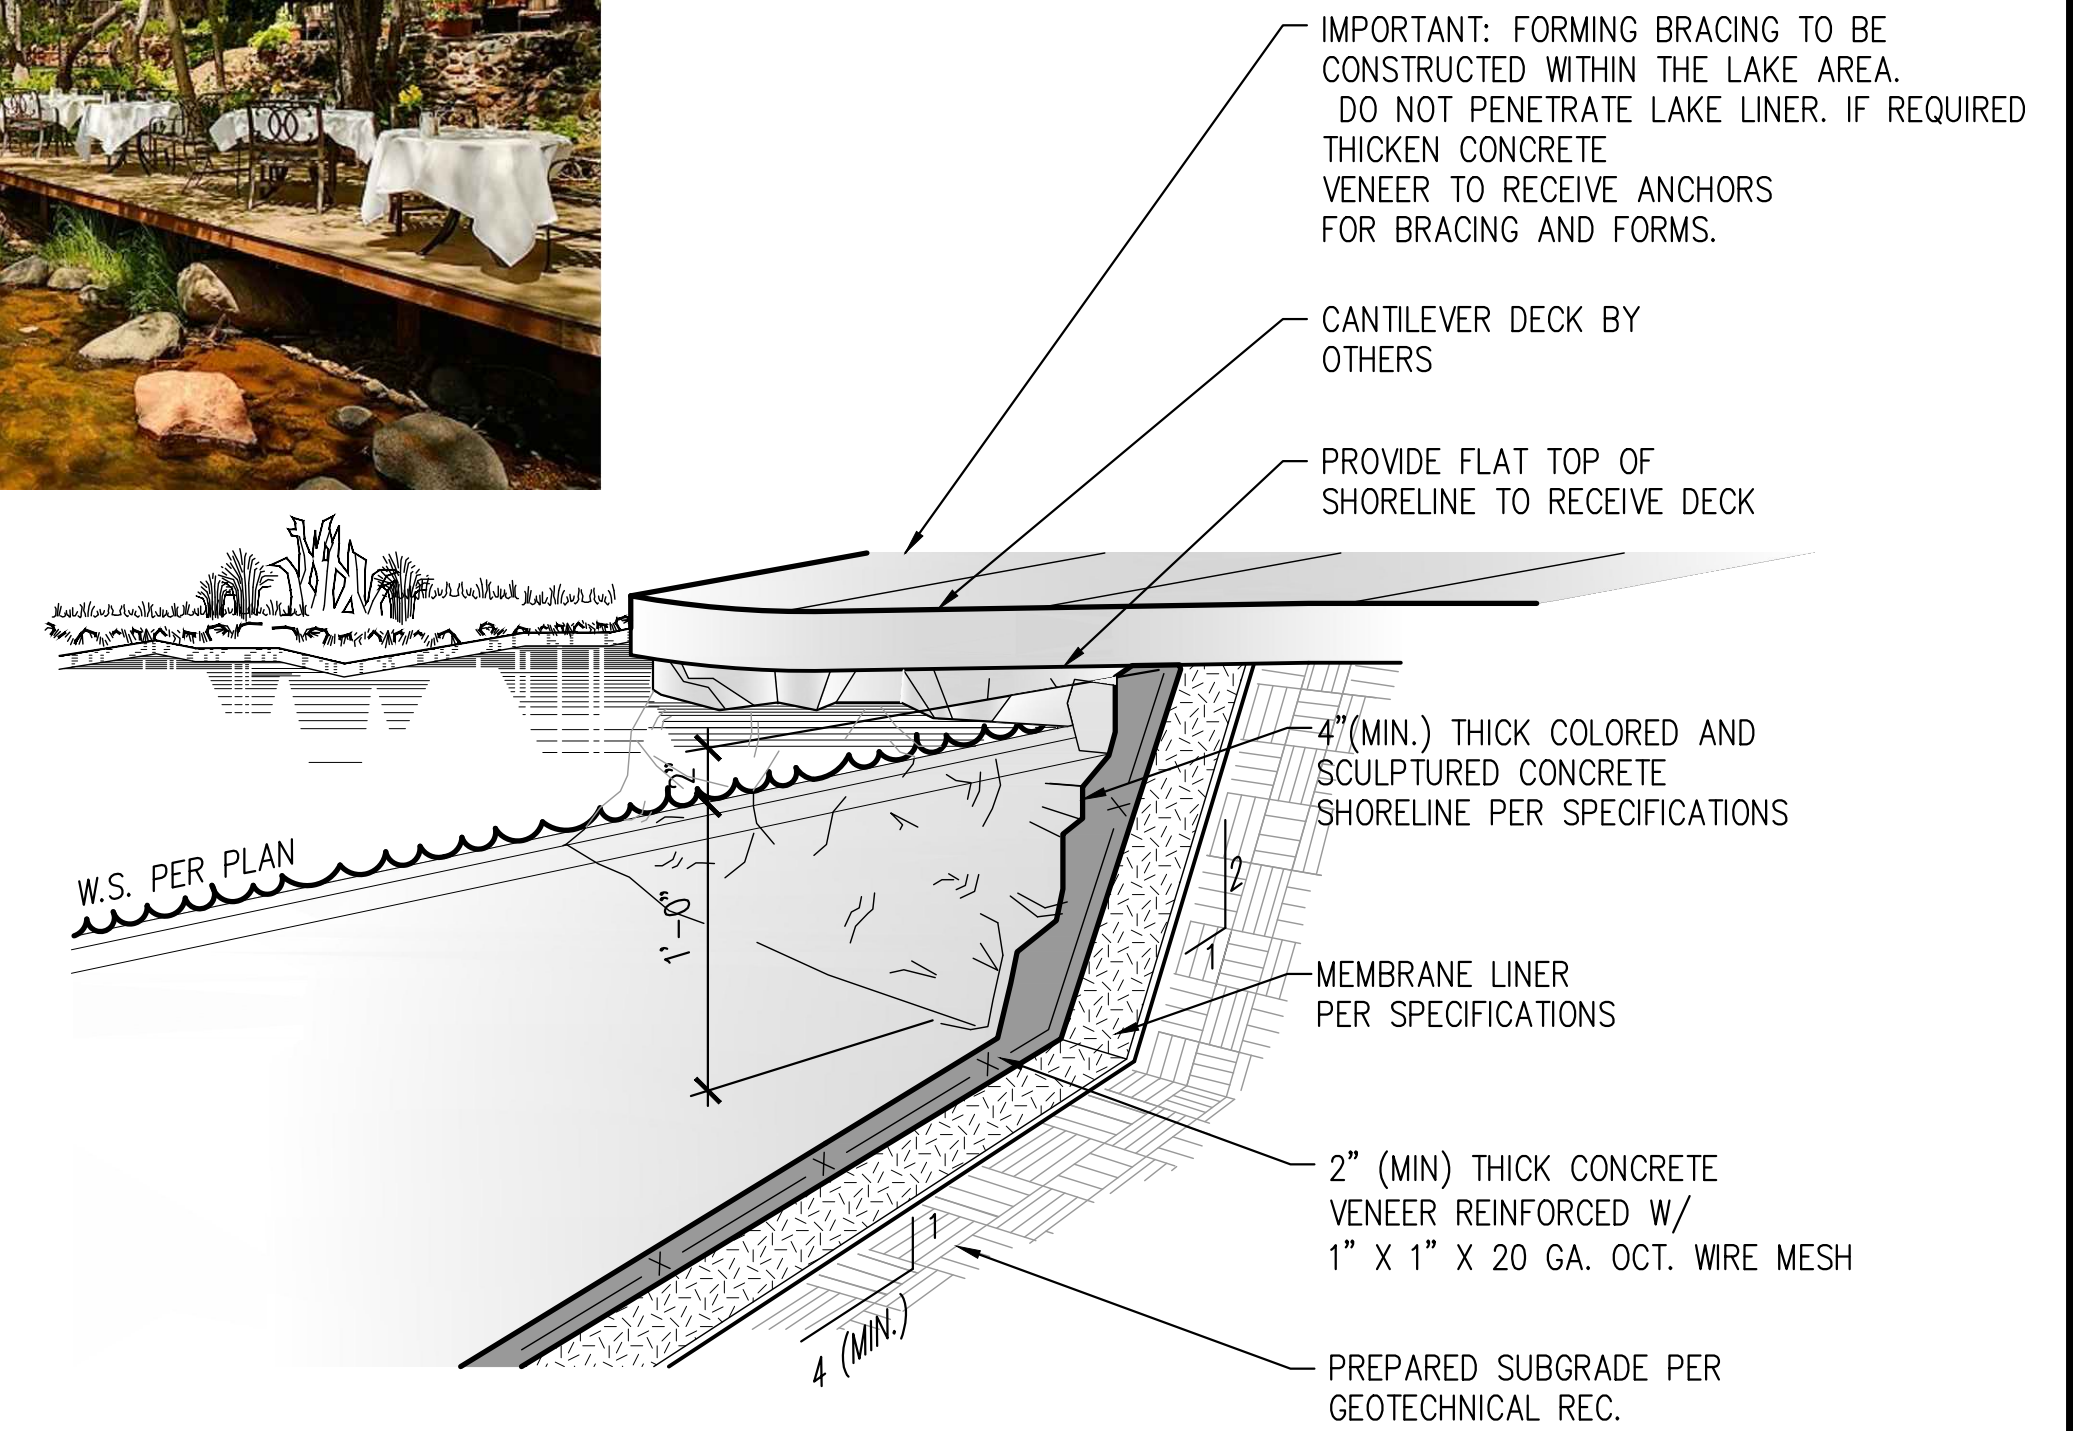 IMPORTANT: FORMING BRACING TO BE
CONSTRUCTED WITHIN THE LAKE AREA.
DO NOT PENETRATE LAKE LINER. IF REQUIRED
THICKEN CONCRETE
VENEER TO RECEIVE ANCHORS
FOR BRACING AND FORMS.
CANTILEVER DECK BY
OTHERS
PROVIDE FLAT TOP OF
SHORELINE TO RECEIVE DECK
4"(MIN.) THICK COLORED AND
SCULPTURED CONCRETE
SHORELINE PER SPECIFICATIONS
2"
W.S. PER PLAN
1'-0"
2
1
MEMBRANE LINER
PER SPECIFICATIONS
2" (MIN) THICK CONCRETE
VENEER REINFORCED W/
1" X 1" X 20 GA. OCT. WIRE MESH
1
4 (MIN.)
PREPARED SUBGRADE PER
GEOTECHNICAL REC.